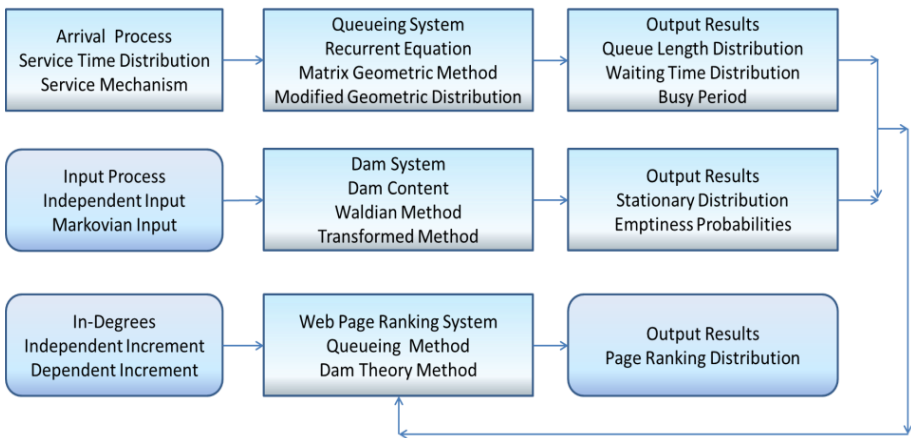 Arrival Process
Service Time Distribution
Service Mechanism
Queueing System
Recurrent Equation
Matrix Geometric Method
Modified Geometric Distribution
Output Results
Queue Length Distribution
Waiting Time Distribution
Busy Period
Input Process
Independent Input
Markovian Input
Dam System
Dam Content
Waldian Method
Transformed Method
Output Results
Stationary Distribution
Emptiness Probabilities
In-Degrees
Independent Increment
Dependent Increment
Web Page Ranking System
Queueing Method
Dam Theory Method
Output Results
Page Ranking Distribution